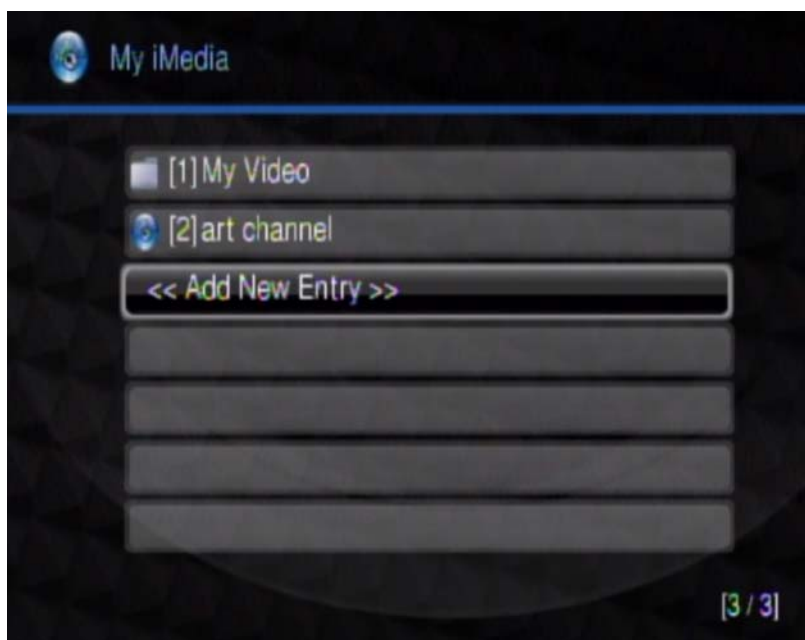 My iMedia
[1] My Video
[2] art channel
<< Add New Entry >>
[3 / 3]